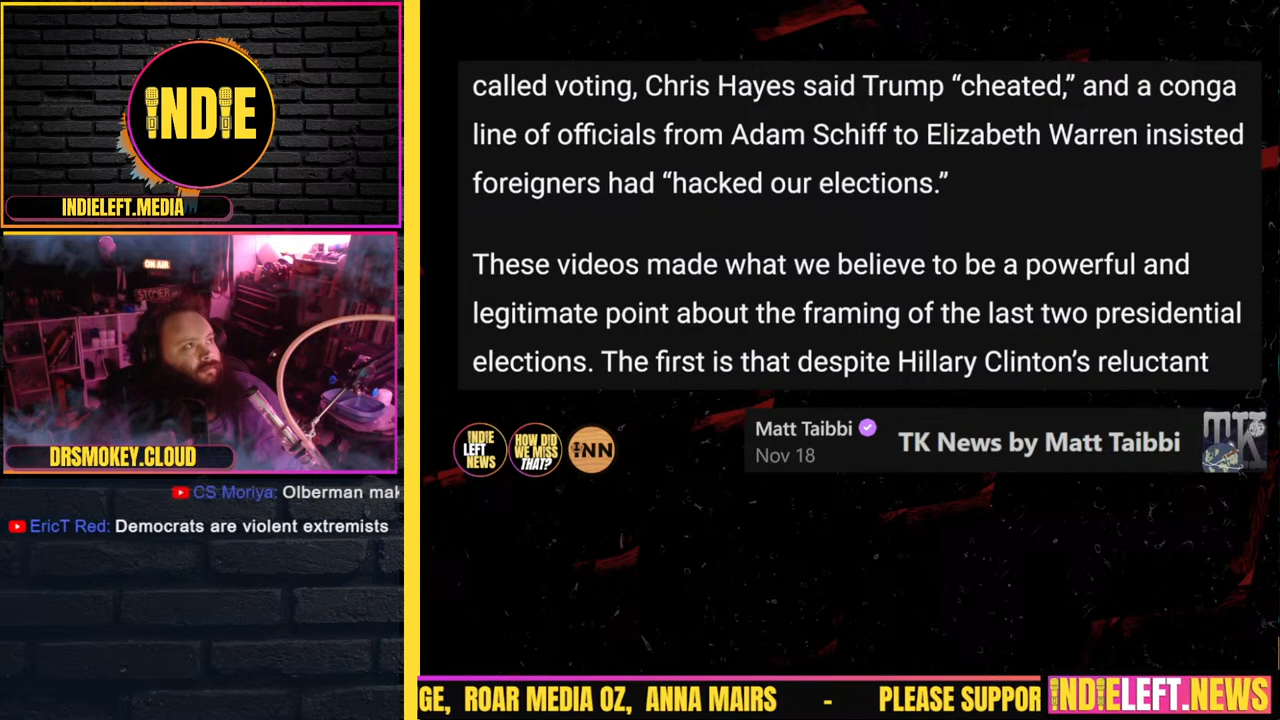 INDIE
INDIELEFT.MEDIA
ON AIR
STONER
DRSMOKEY.CLOUD
CS Moriya: Olberman mak
EricT Red: Democrats are violent extremists
called voting, Chris Hayes said Trump “cheated,” and a conga
line of officials from Adam Schiff to Elizabeth Warren insisted
foreigners had “hacked our elections.”
These videos made what we believe to be a powerful and
legitimate point about the framing of the last two presidential
elections. The first is that despite Hillary Clinton’s reluctant
INDIE
LEFT
NEWS
HOW DID
WE MISS
THAT?
INN
Matt Taibbi
Nov 18
TK News by Matt Taibbi
TK
GE, ROAR MEDIA OZ, ANNA MAIRS - PLEASE SUPPOR
INDIELEFT.NEWS